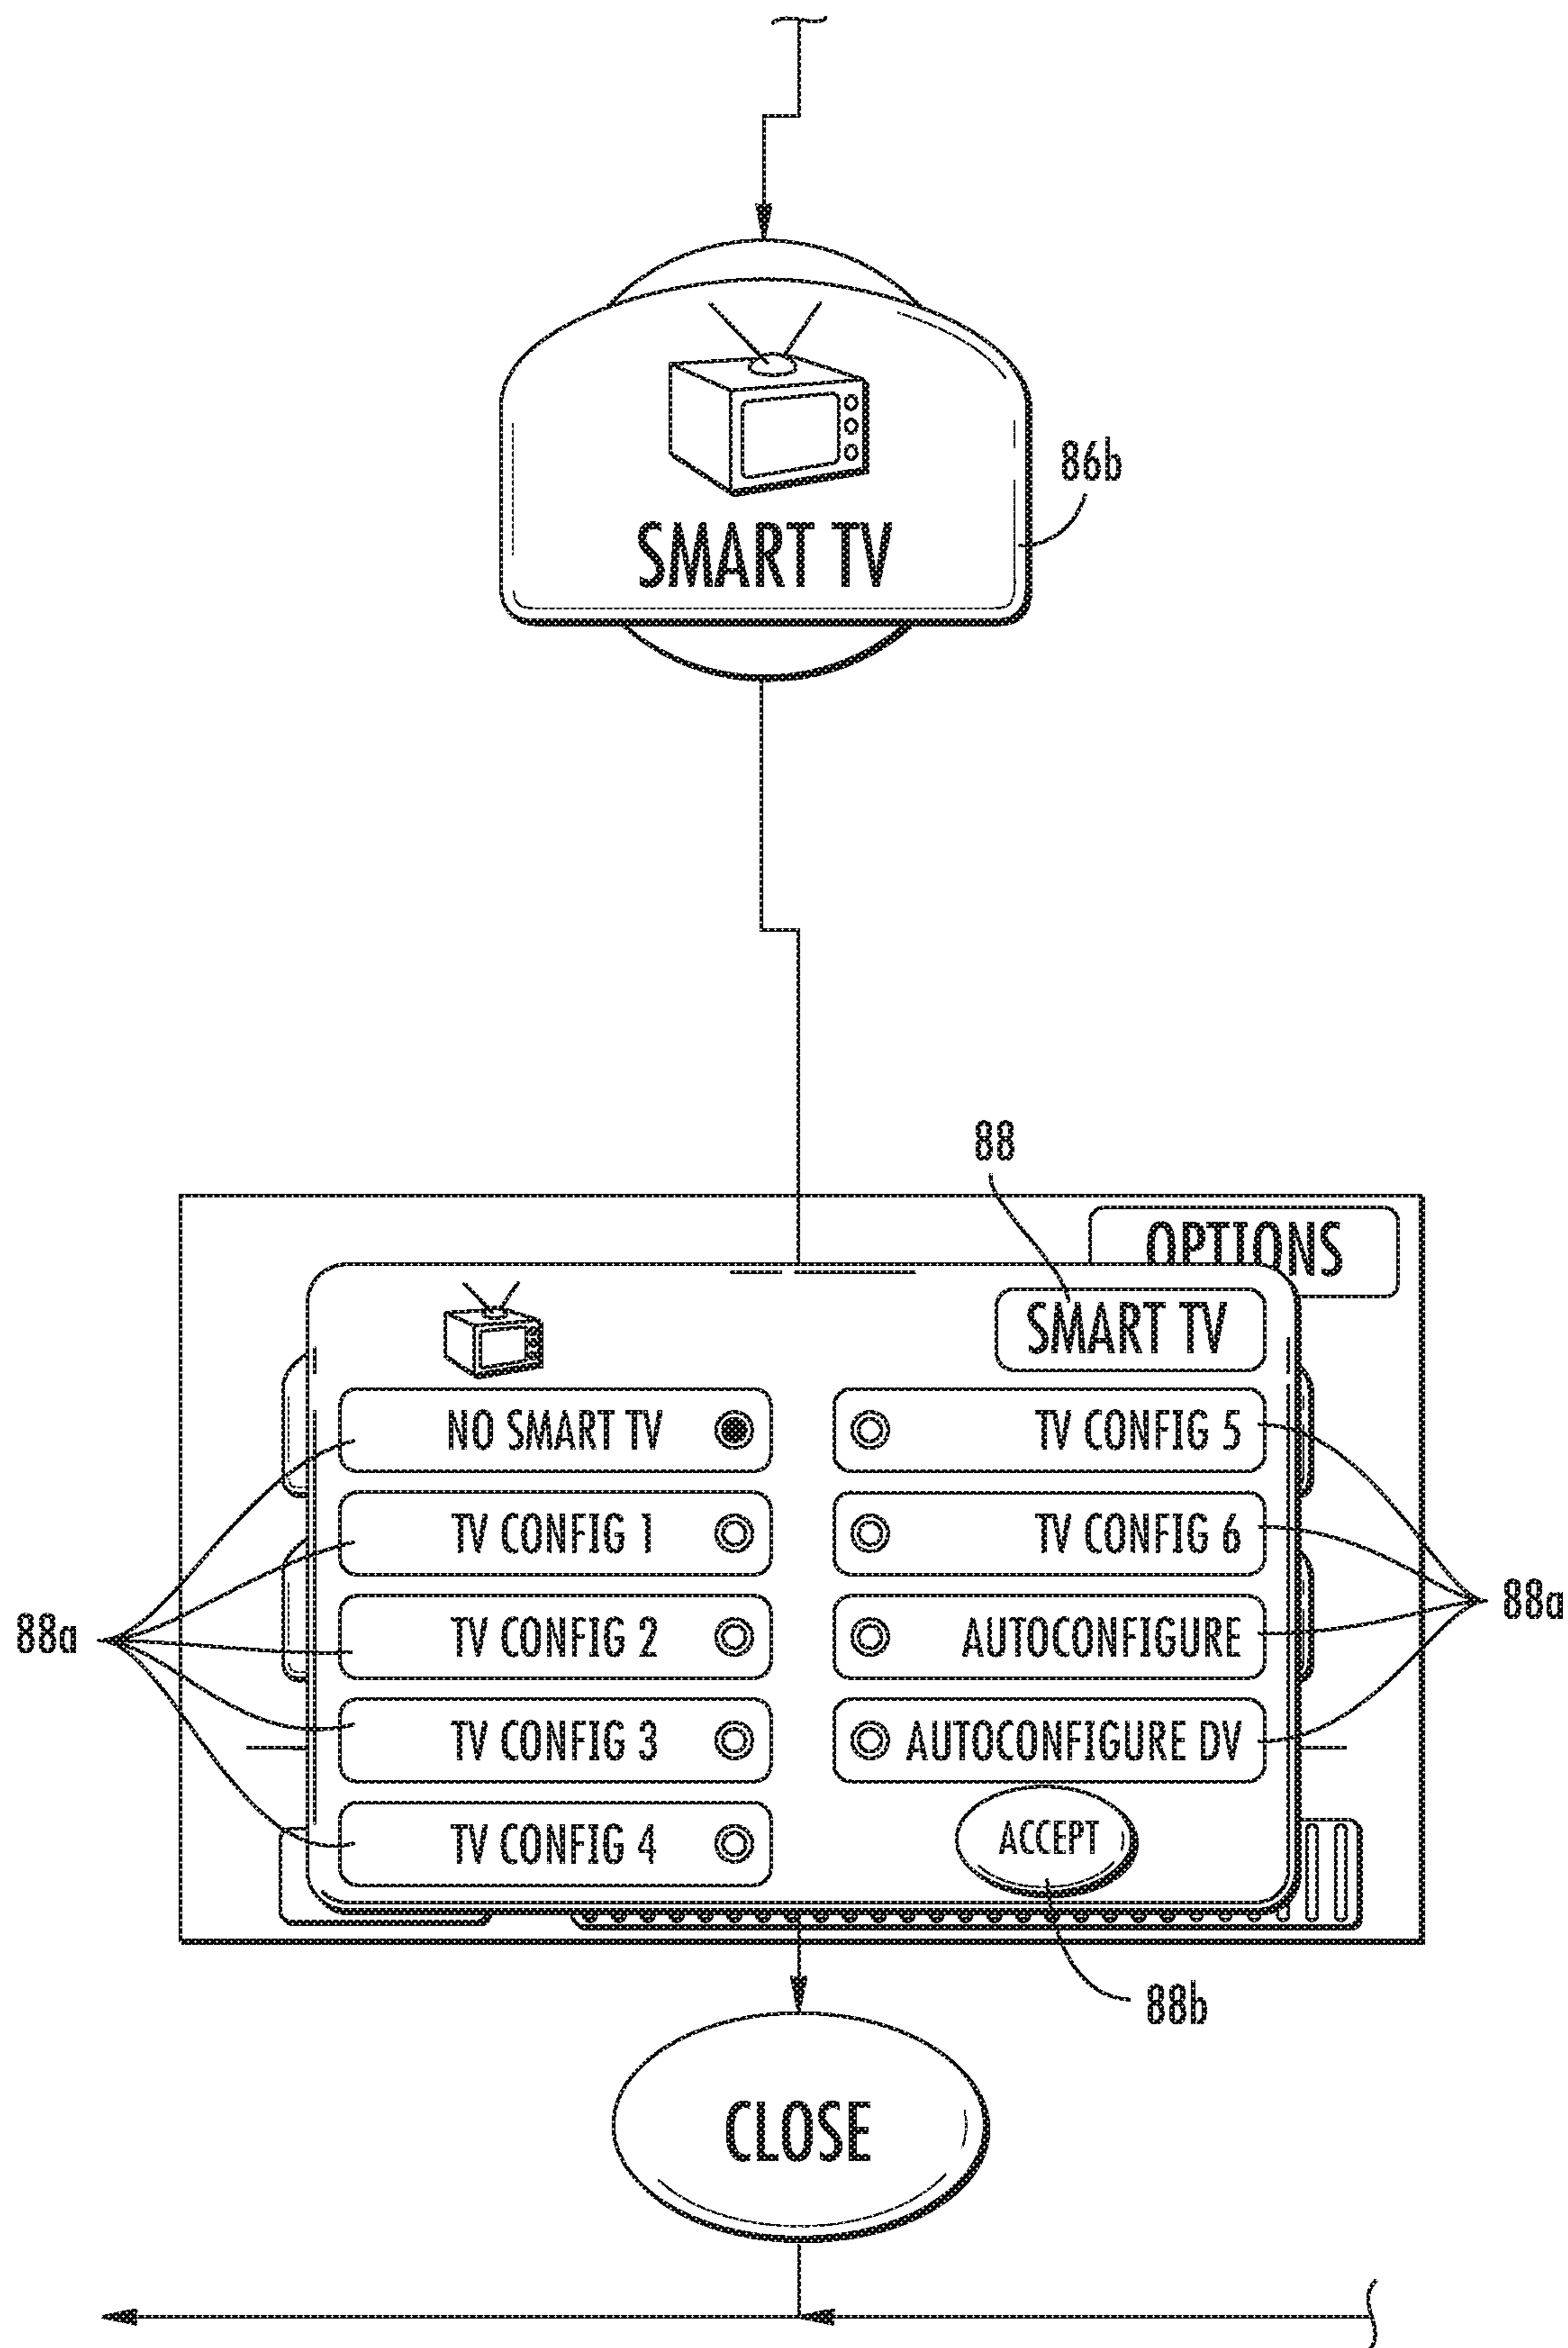 86b
SMART TV
88
OPTIONS
SMART TV
NO SMART TV
TV CONFIG 1
TV CONFIG 2
TV CONFIG 3
TV CONFIG 4
TV CONFIG 5
TV CONFIG 6
AUTOCONFIGURE
AUTOCONFIGURE DV
ACCEPT
88a
88a
88b
CLOSE